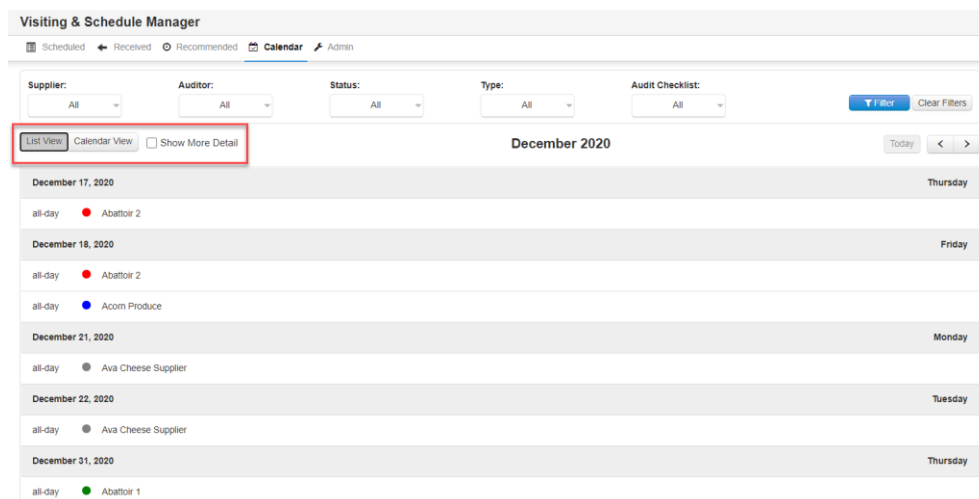 Visiting & Schedule Manager
Scheduled Received Recommended Calendar Admin
Supplier: Auditor: Status: Type: Audit Checklist:
All All All All All Filter Clear Filters
List View Calendar View Show More Detail December 2020 Today < >
December 17, 2020 Thursday
all-day Abattoir 2
December 18, 2020 Friday
all-day Abattoir 2
all-day Acorn Produce
December 21, 2020 Monday
all-day Ava Cheese Supplier
December 22, 2020 Tuesday
all-day Ava Cheese Supplier
December 31, 2020 Thursday
all-day Abattoir 1